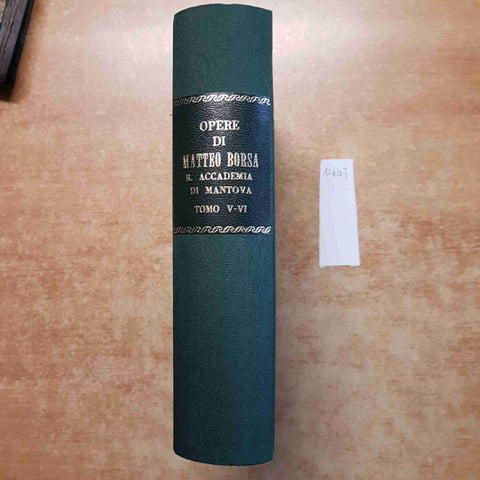 OPERE
DI
MATTEO BORSA
R. ACCADEMIA
DI MANTOVA
TOMO V-VI